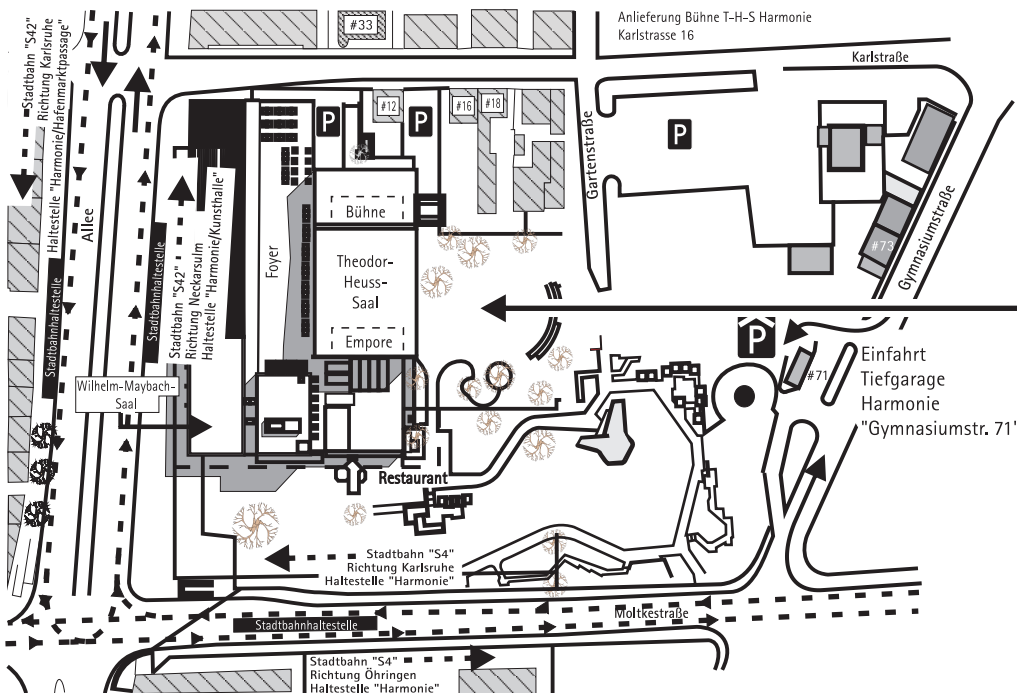 Anlieferung Bühne T-H-S Harmonie
Karlstrasse 16
#33
Karlstraße
Stadtbahn "S42"
Richtung Karlsruhe
Haltestelle "Harmonie/Hafenmarktpassage"
#12
#16
#18
P
P
P
Gartenstraße
Allee
Stadtbahnhaltestelle
Stadtbahnhaltestelle
Stadtbahn "S42"
Richtung Neckarsulm
Haltestelle "Harmonie/Kunsthalle"
Foyer
Bühne
Theodor-
Heuss-
Saal
Empore
#73
Gymnasiumstraße
P
#71
Einfahrt
Tiefgarage
Harmonie
"Gymnasiumstr. 71"
Wilhelm-Maybach-
Saal
Restaurant
Stadtbahn "S4"
Richtung Karlsruhe
Haltestelle "Harmonie"
Moltkestraße
Stadtbahnhaltestelle
Stadtbahn "S4"
Richtung Öhringen
Haltestelle "Harmonie"